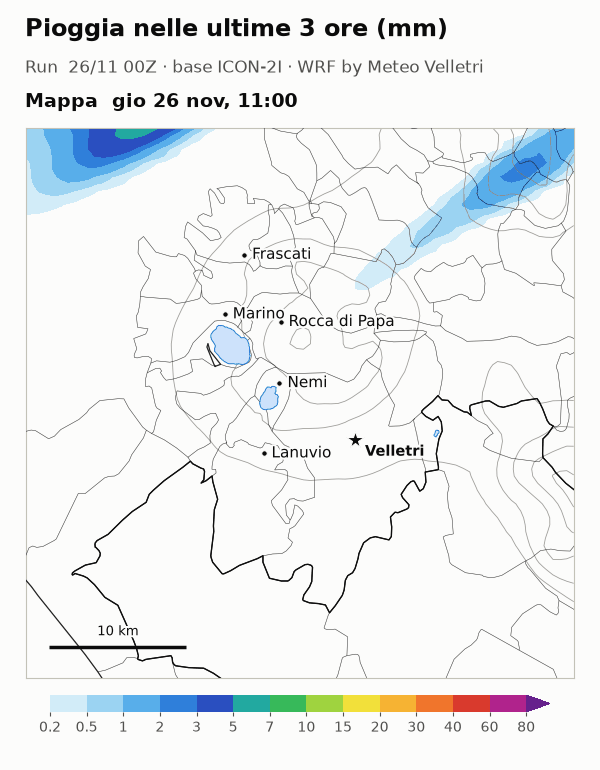 Pioggia nelle ultime 3 ore (mm)
Run  26/11 00Z · base ICON-2I · WRF by Meteo Velletri
Mappa  gio 26 nov, 11:00
Frascati
Marino
Rocca di Papa
Nemi
Velletri
Lanuvio
10 km
0.2 0.5 1 2 3 5 7 10 15 20 30 40 60 80